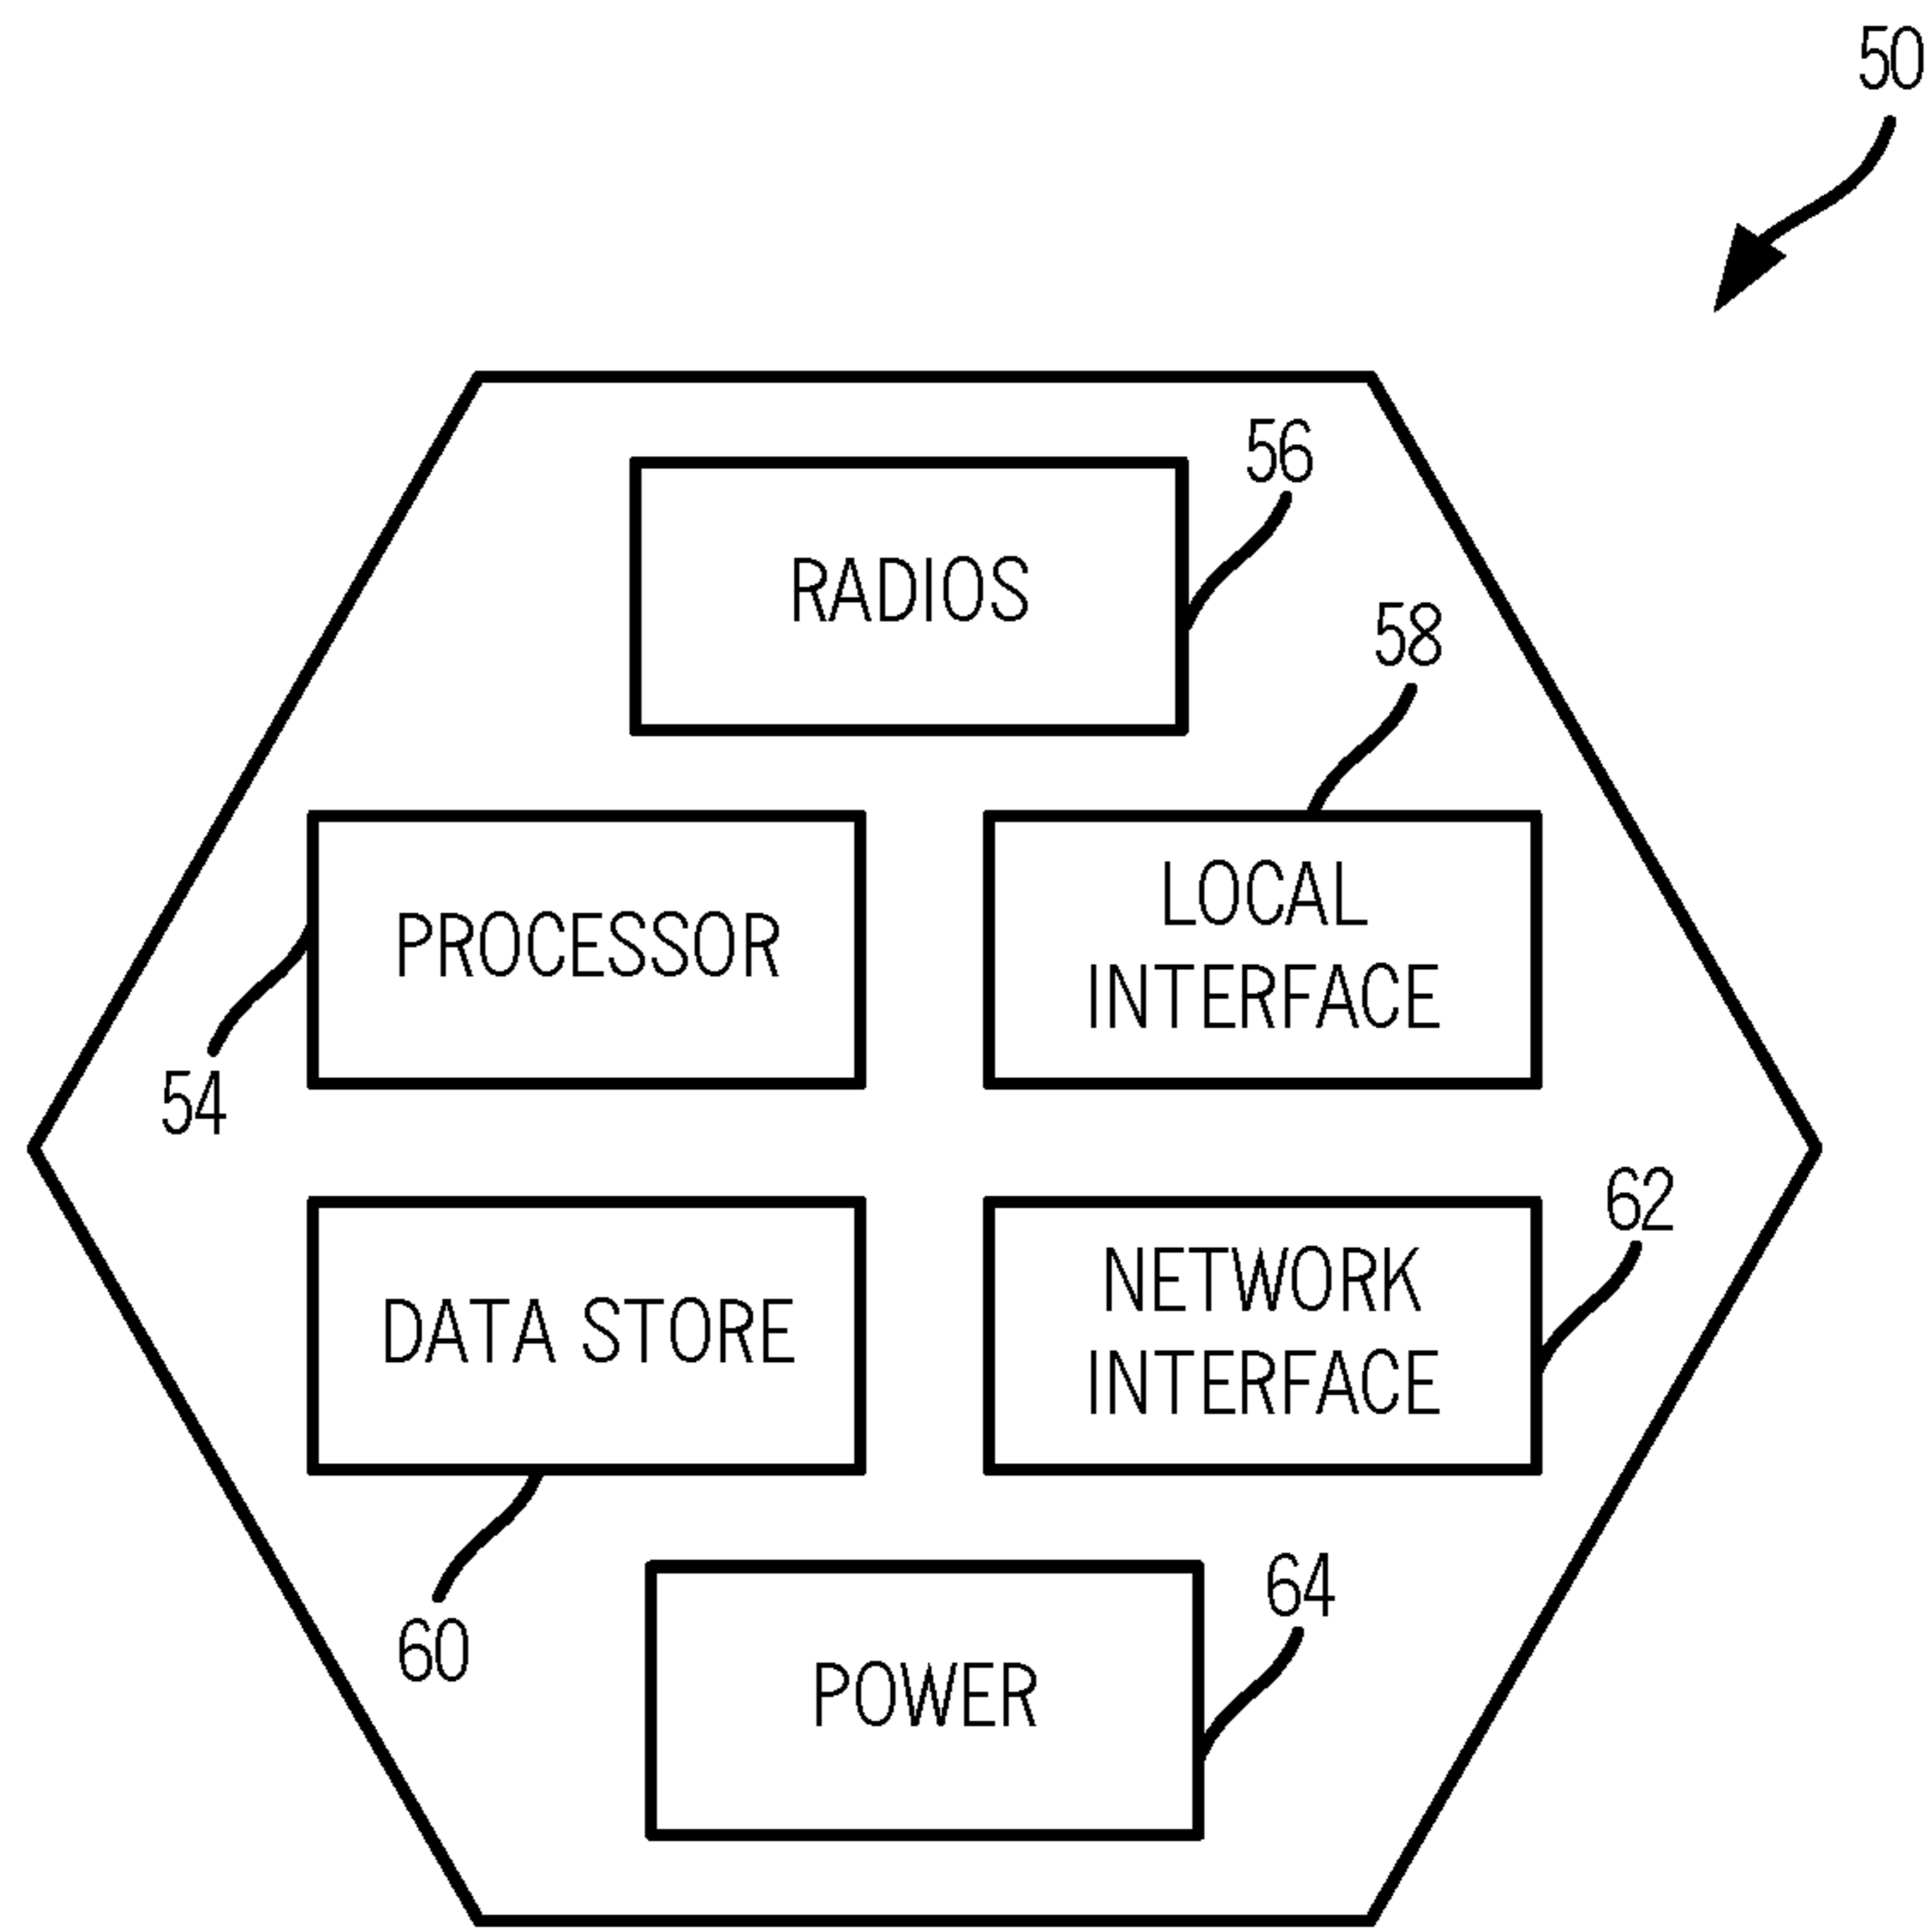 50
56
RADIOS
58
PROCESSOR
LOCAL
INTERFACE
54
62
DATA STORE
NETWORK
INTERFACE
60
64
POWER